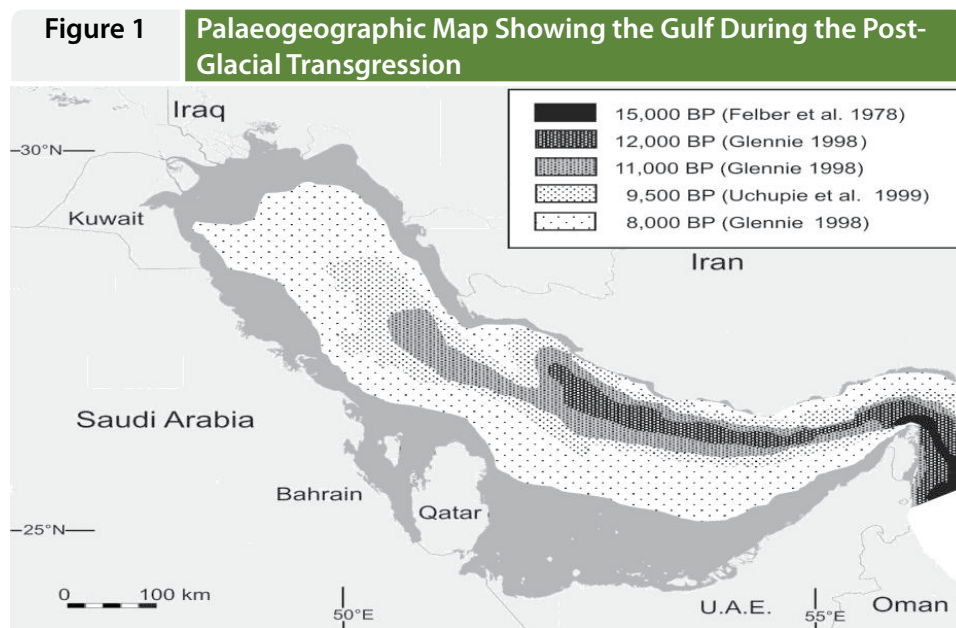 Figure 1
Palaeogeographic Map Showing the Gulf During the Post-
Glacial Transgression
Iraq
30°N
Kuwait
15,000 BP (Felber et al. 1978)
12,000 BP (Glennie 1998)
11,000 BP (Glennie 1998)
9,500 BP (Uchupie et al. 1999)
8,000 BP (Glennie 1998)
Iran
Saudi Arabia
Bahrain
Qatar
25°N
0 100 km
50°E
U.A.E.
55°E
Oman